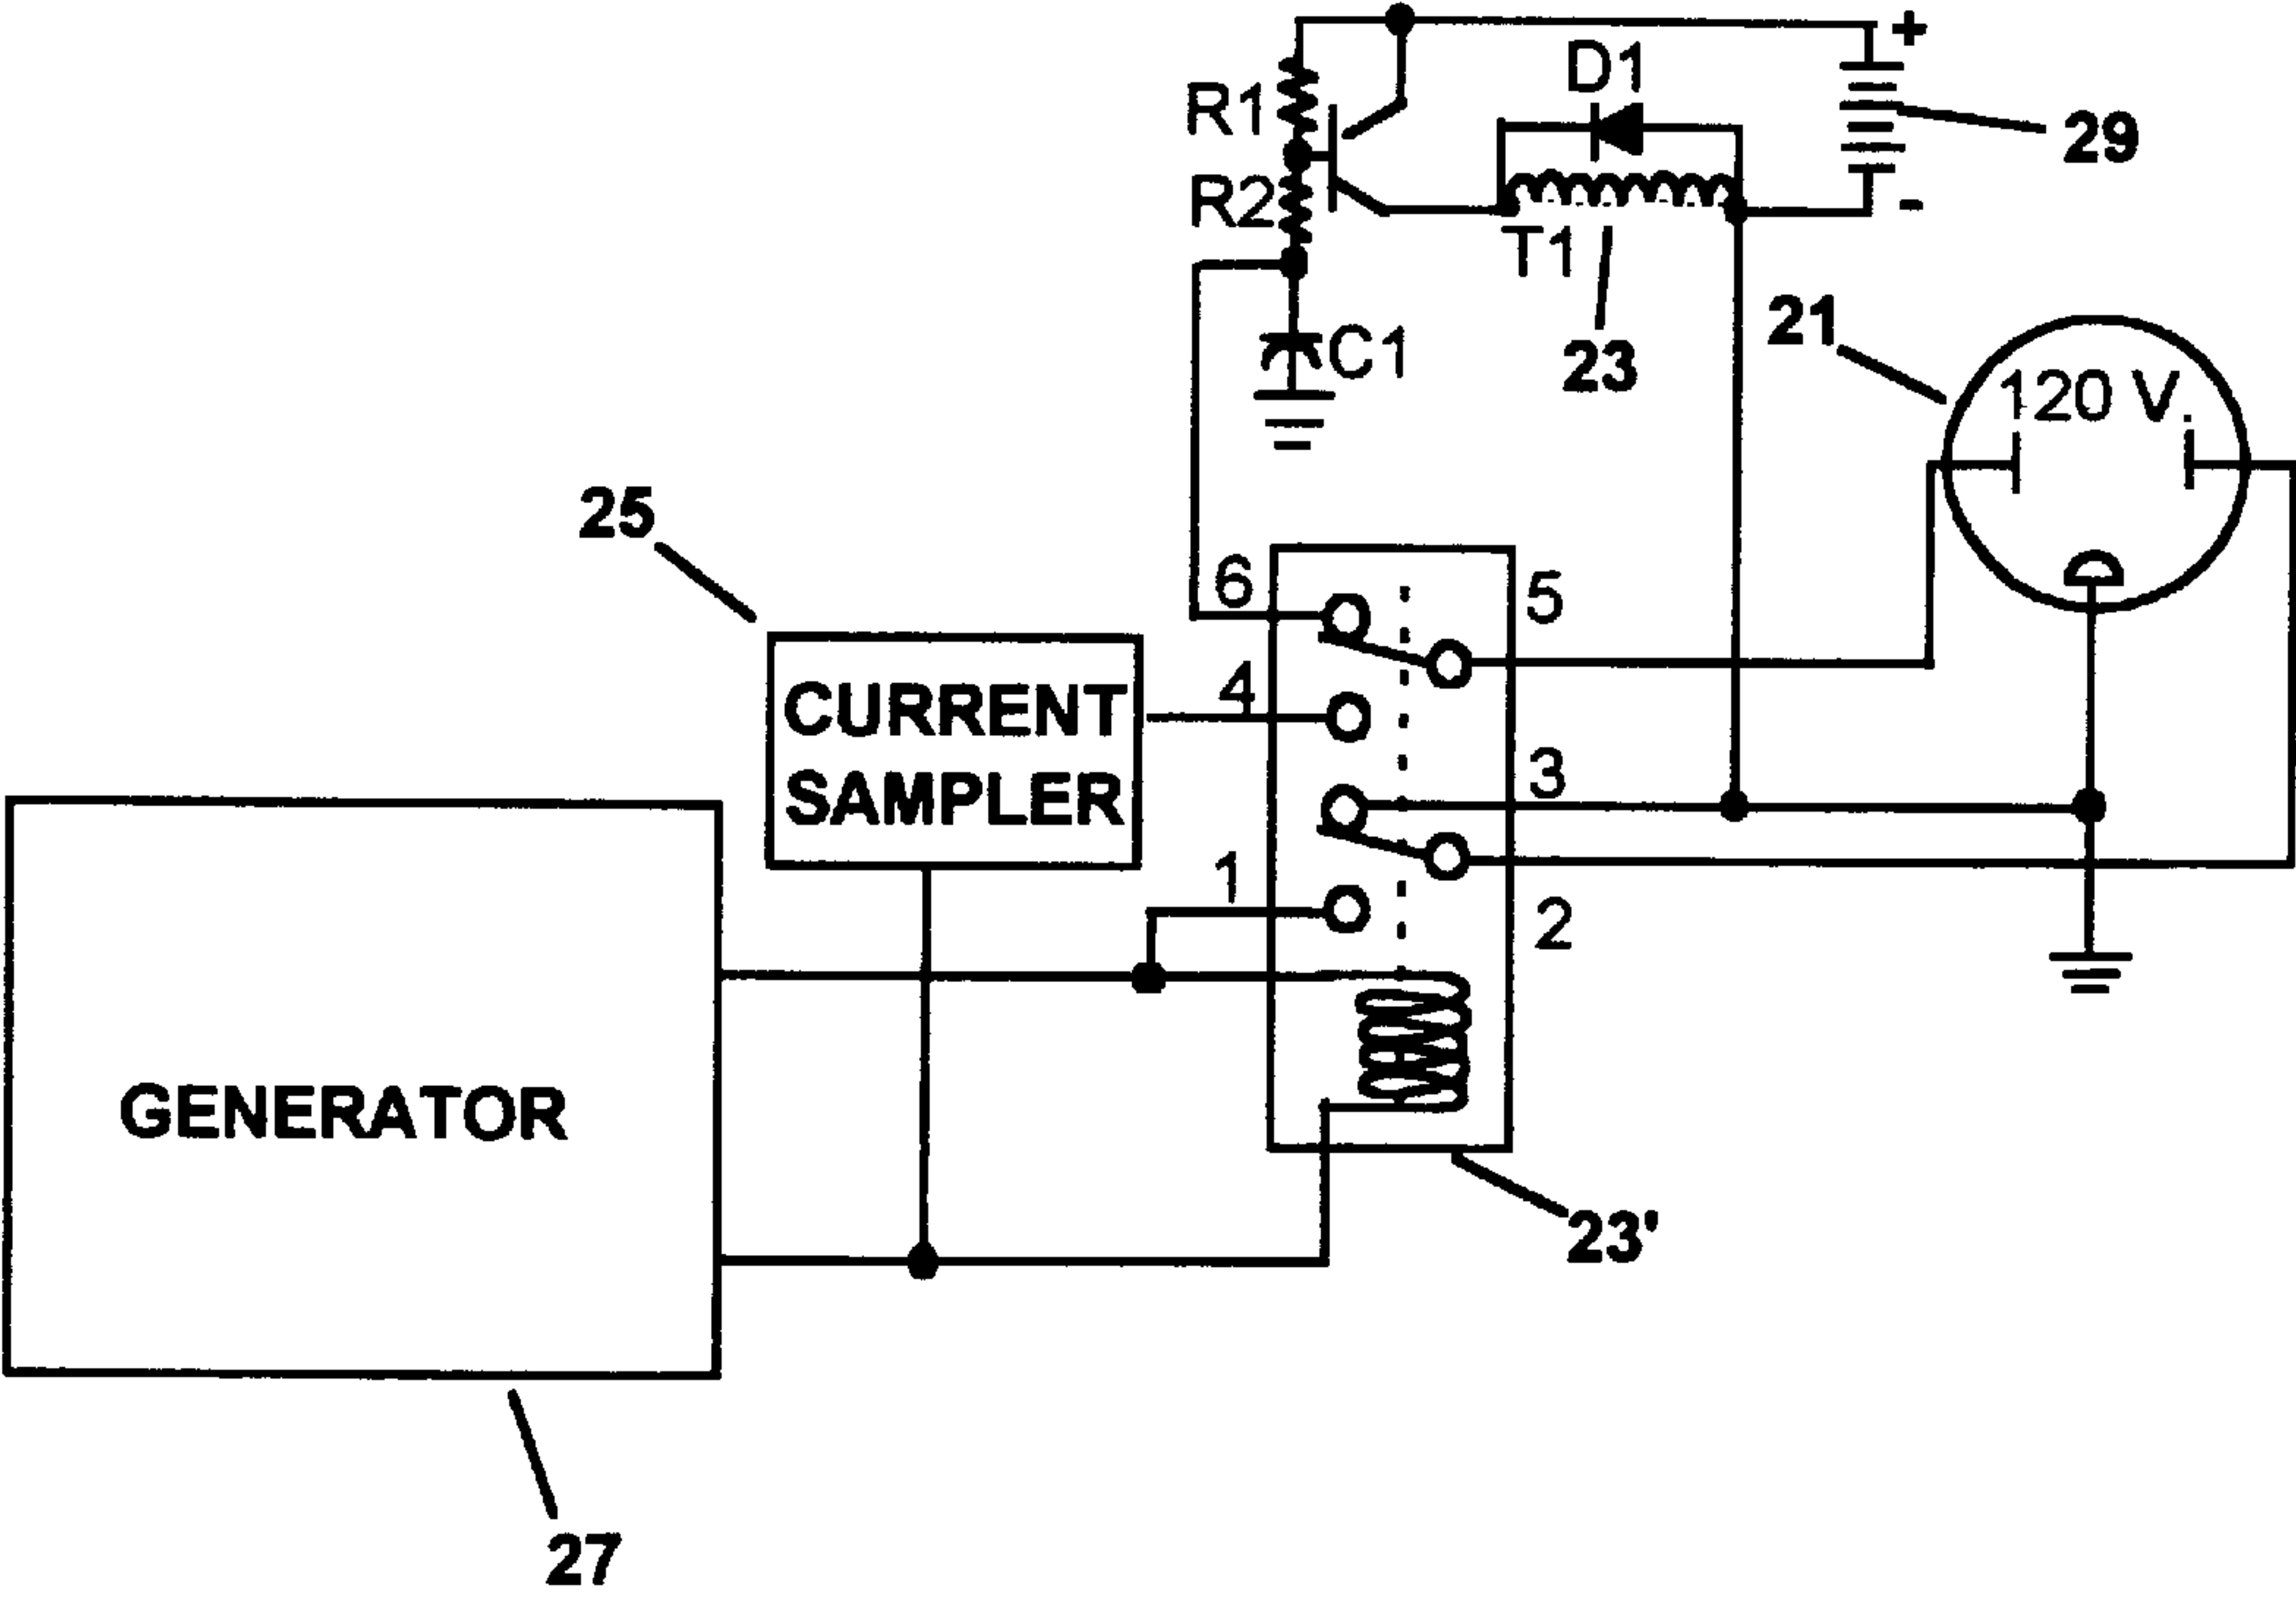 +
D1
R1
29
R2
-
T1
21
C1
23
120 V.
25
6
5
4
CURRENT
SAMPLER
3
1
2
GENERATOR
23'
27